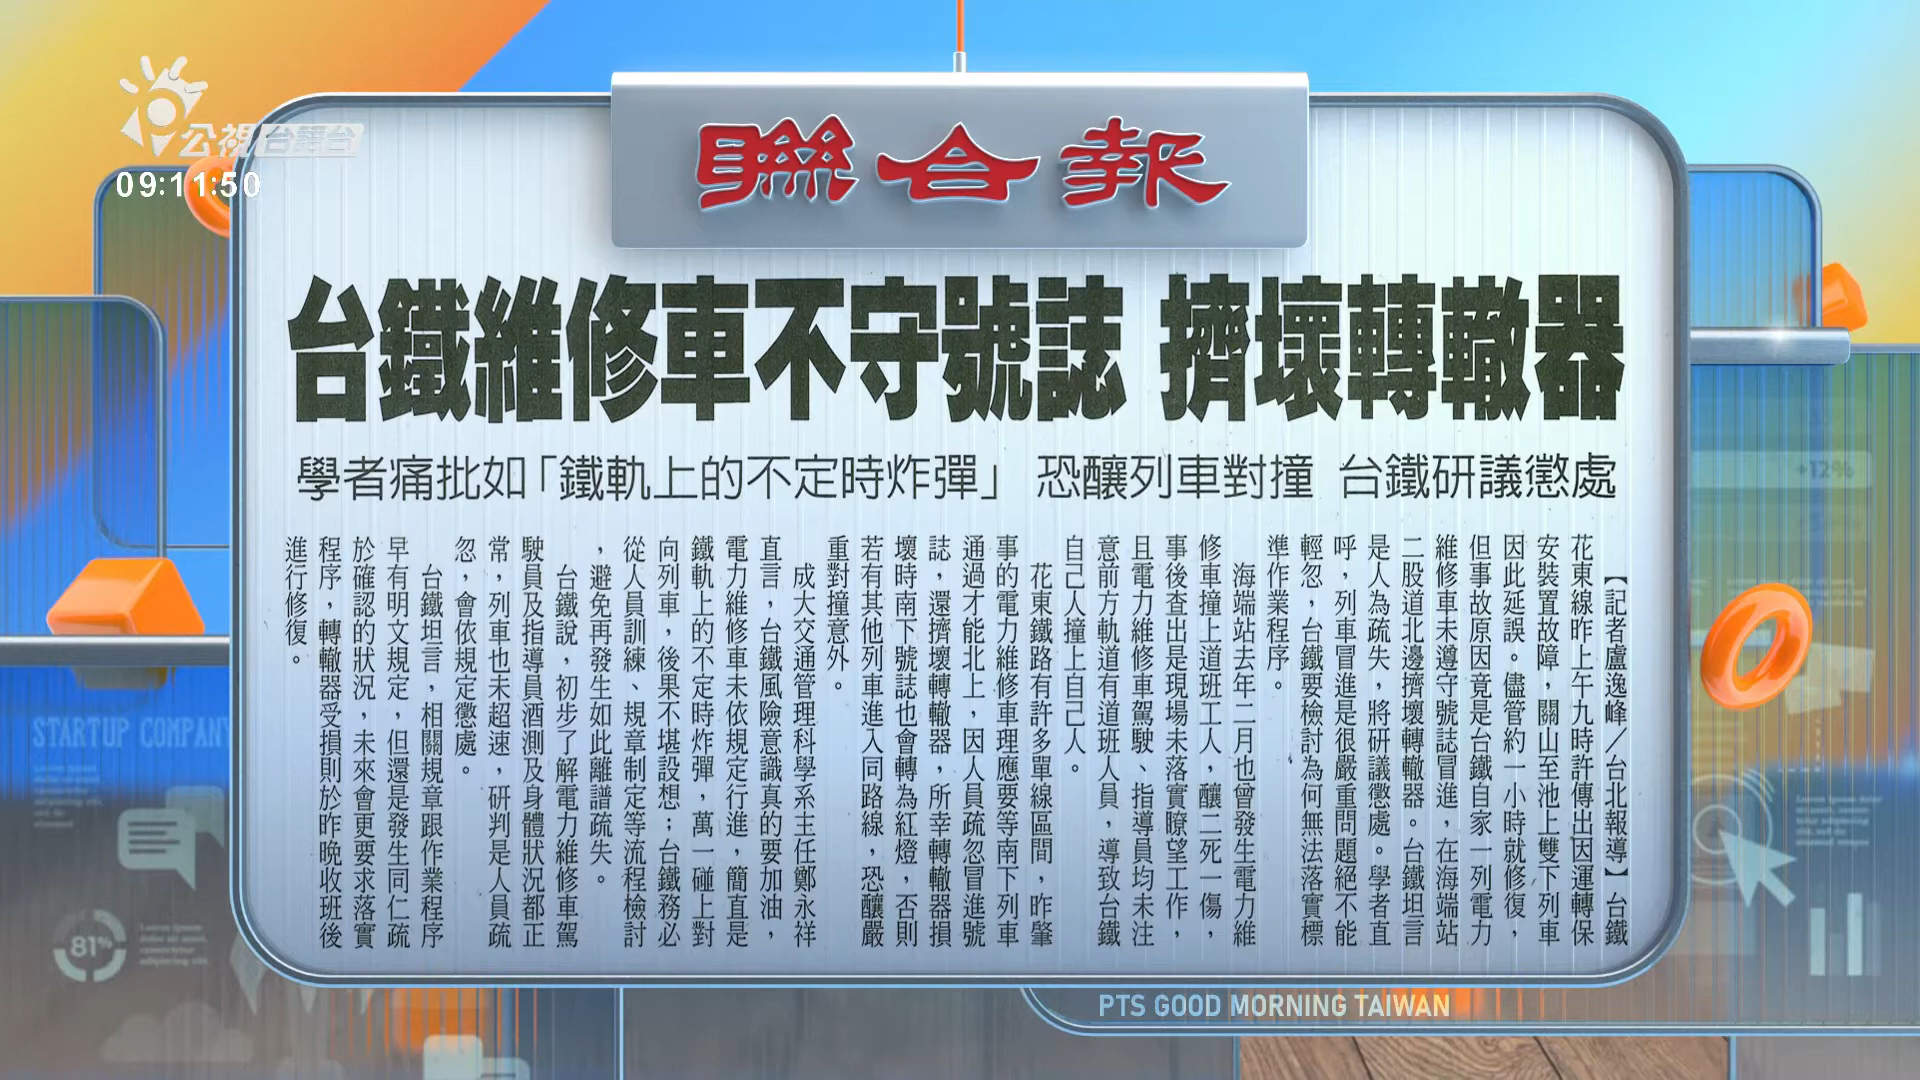 公視台語台
09:11:50
聯合報
台鐵維修車不守號誌 擠壞轉轍器
學者痛批如「鐵軌上的不定時炸彈」 恐釀列車對撞 台鐵研議懲處
【記者盧逸峰／台北報導】台鐵
花東線昨上午九時許傳出因運轉保
安裝置故障，關山至池上雙下列車
因此延誤。儘管約一小時就修復，
但事故原因竟是台鐵自家一列電力
維修車未遵守號誌冒進，在海端站
二股道北邊擠壞轉轍器。台鐵坦言
是人為疏失，將研議懲處。學者直
呼，列車冒進是很嚴重問題絕不能
輕忽，台鐵要檢討為何無法落實標
準作業程序。
海端站去年二月也曾發生電力維
修車撞上道班工人，釀二死一傷，
事後查出是現場未落實瞭望工作，
且電力維修車駕駛、指導員均未注
意前方軌道有道班人員，導致台鐵
自己人撞上自己人。
花東鐵路有許多單線區間，昨肇
事的電力維修車理應要等南下列車
通過才能北上，因人員疏忽冒進號
誌，還擠壞轉轍器，所幸轉轍器損
壞時南下號誌也會轉為紅燈，否則
若有其他列車進入同路線，恐釀嚴
重對撞意外。
成大交通管理科學系主任鄭永祥
直言，台鐵風險意識真的要加油，
電力維修車未依規定行進，簡直是
鐵軌上的不定時炸彈，萬一碰上對
向列車，後果不堪設想；台鐵務必
從人員訓練、規章制定等流程檢討
，避免再發生如此離譜疏失。
台鐵說，初步了解電力維修車駕
駛員及指導員酒測及身體狀況都正
常，列車也未超速，研判是人員疏
忽，會依規定懲處。
台鐵坦言，相關規章跟作業程序
早有明文規定，但還是發生同仁疏
於確認的狀況，未來會更要求落實
程序，轉轍器受損則於昨晚收班後
進行修復。
+12%
STARTUP COMPANY
81%
PTS GOOD MORNING TAIWAN